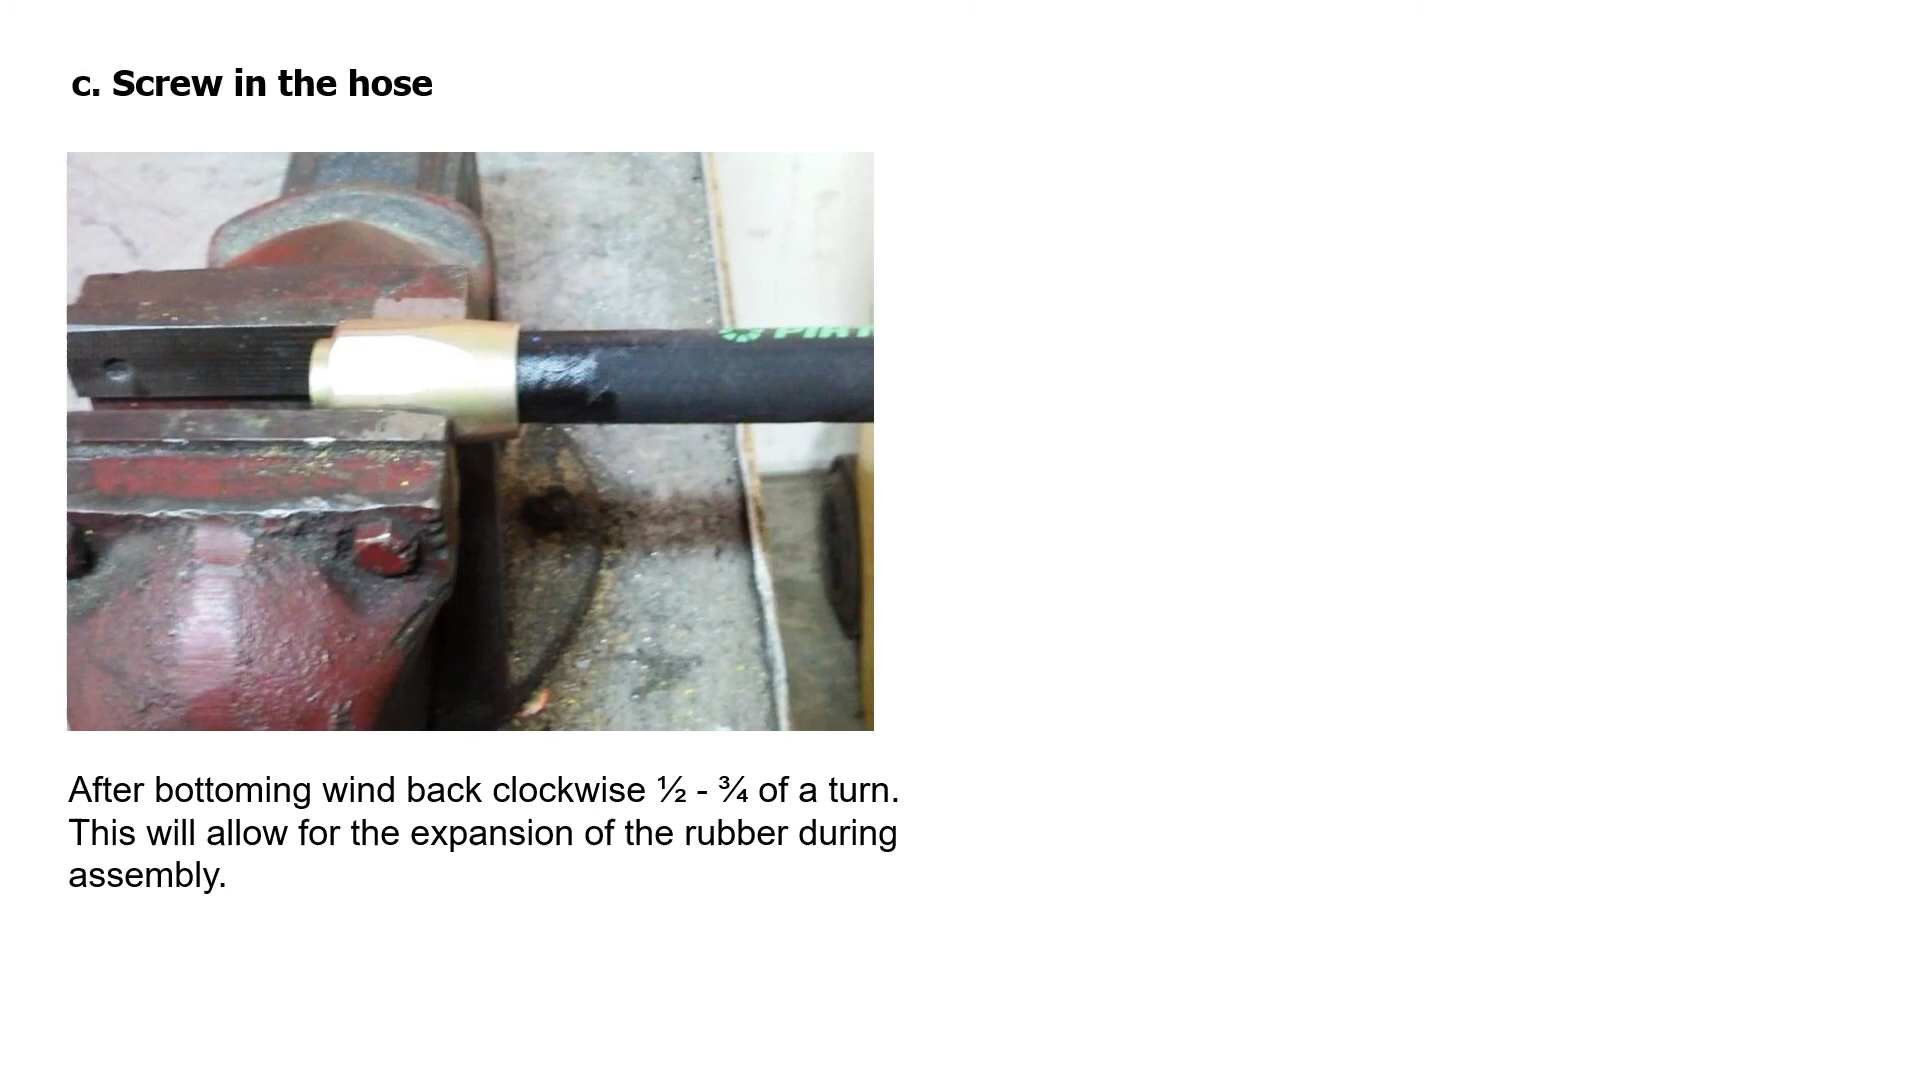 c. Screw in the hose
After bottoming wind back clockwise ½ - ¾ of a turn.
This will allow for the expansion of the rubber during
assembly.